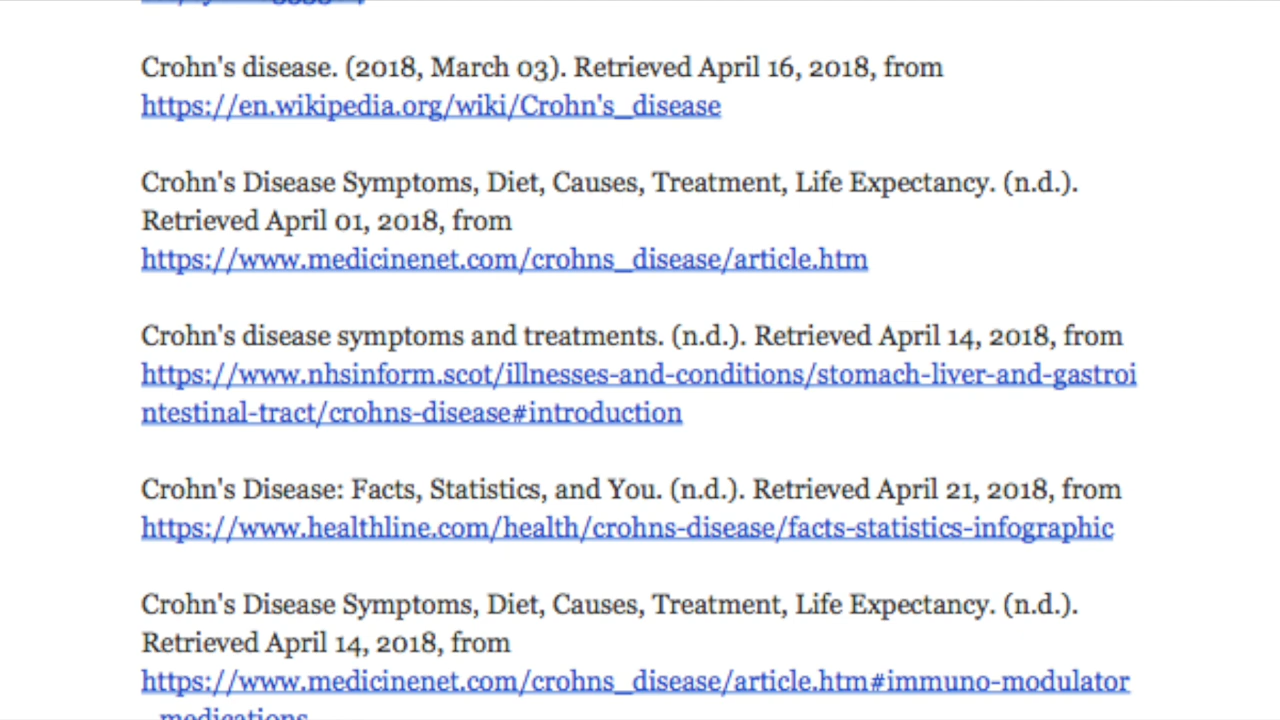 Crohn's disease. (2018, March 03). Retrieved April 16, 2018, from
https://en.wikipedia.org/wiki/Crohn's_disease
Crohn's Disease Symptoms, Diet, Causes, Treatment, Life Expectancy. (n.d.).
Retrieved April 01, 2018, from
https://www.medicinenet.com/crohns_disease/article.htm
Crohn's disease symptoms and treatments. (n.d.). Retrieved April 14, 2018, from
https://www.nhsinform.scot/illnesses-and-conditions/stomach-liver-and-gastroi
ntestinal-tract/crohns-disease#introduction
Crohn's Disease: Facts, Statistics, and You. (n.d.). Retrieved April 21, 2018, from
https://www.healthline.com/health/crohns-disease/facts-statistics-infographic
Crohn's Disease Symptoms, Diet, Causes, Treatment, Life Expectancy. (n.d.).
Retrieved April 14, 2018, from
https://www.medicinenet.com/crohns_disease/article.htm#immuno-modulator
_medications